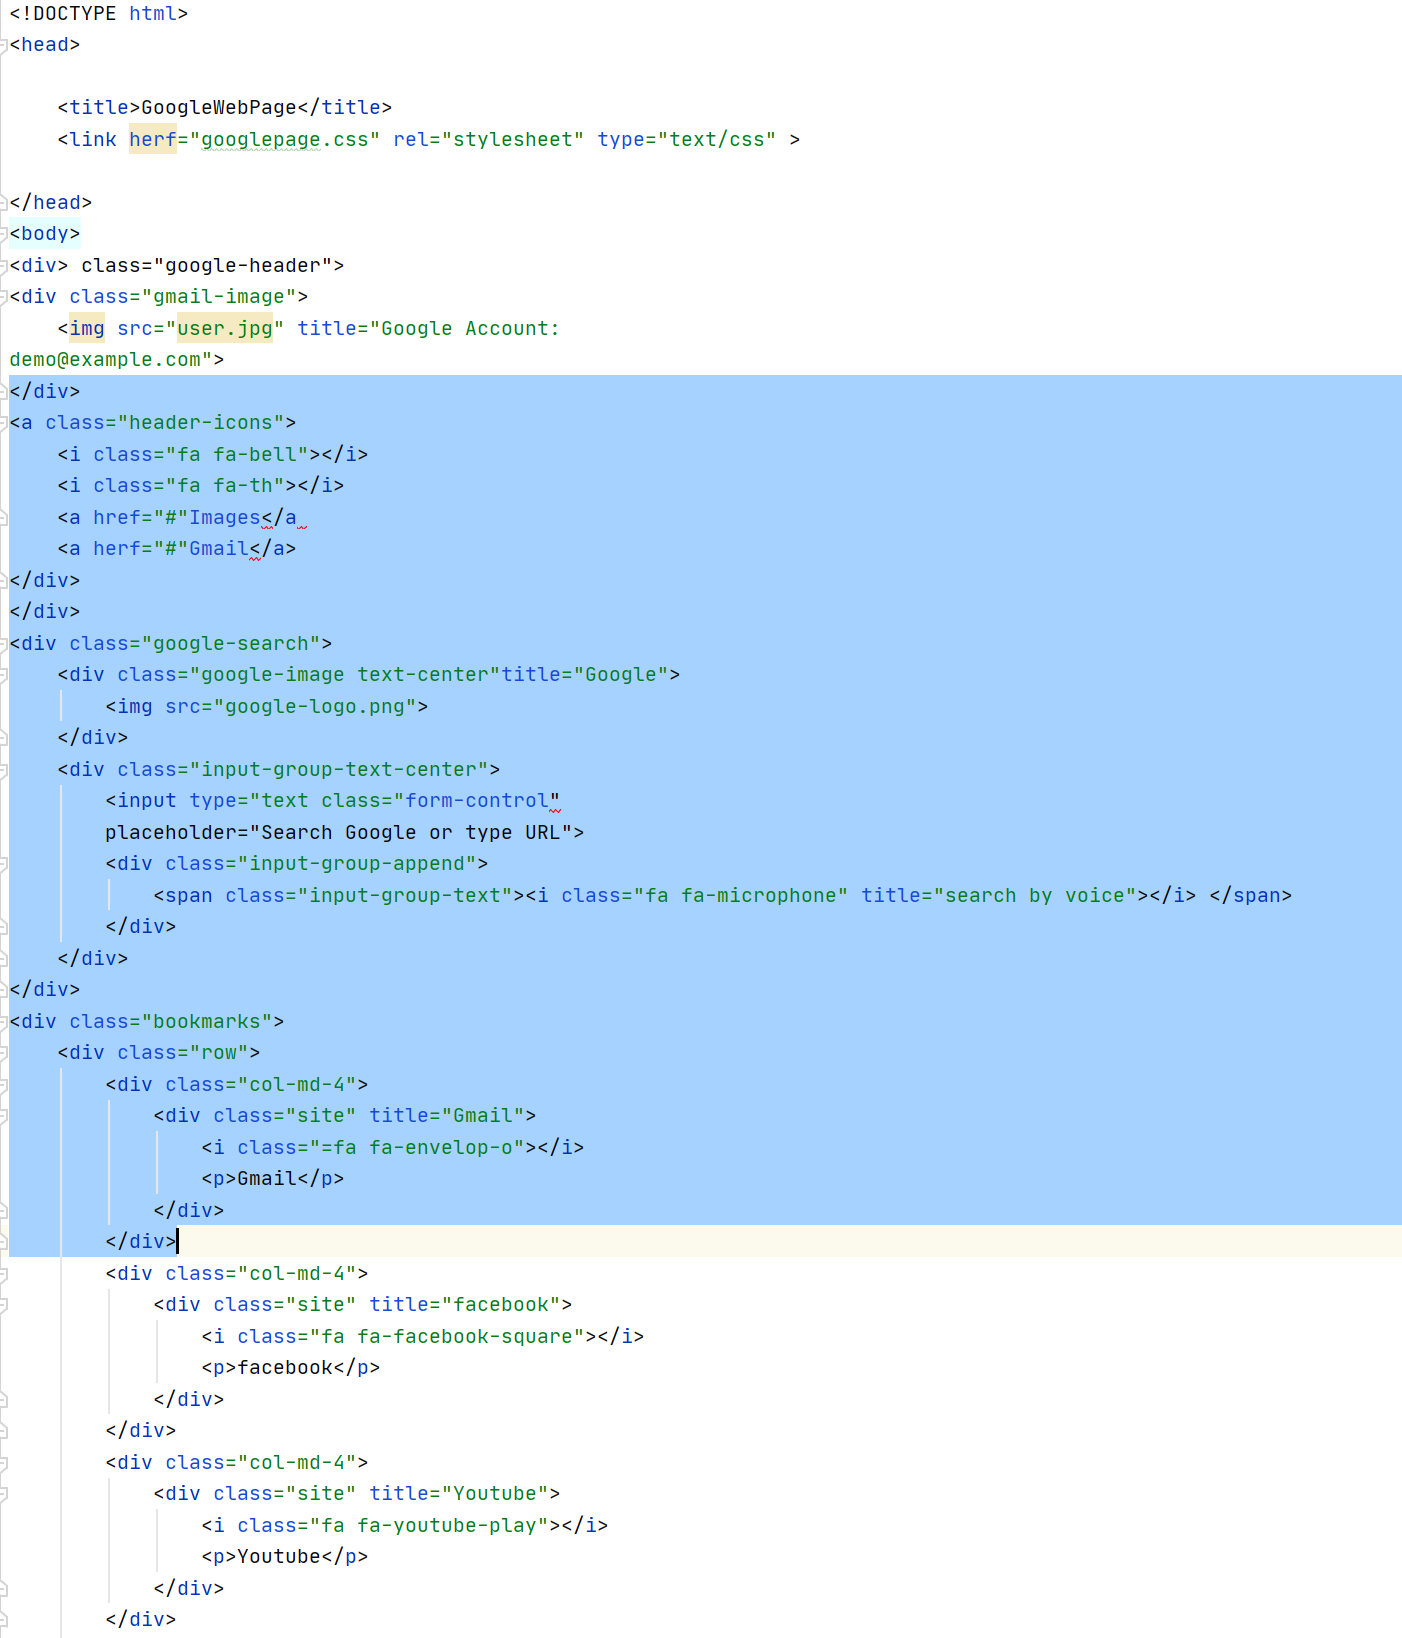 <!DOCTYPE html>
<head>
    <title>GoogleWebPage</title>
    <link herf="googlepage.css" rel="stylesheet" type="text/css" >
</head>
<body>
<div> class="google-header">
<div class="gmail-image">
    <img src="user.jpg" title="Google Account:
demo@example.com">
</div>
<a class="header-icons">
    <i class="fa fa-bell"></i>
    <i class="fa fa-th"></i>
    <a href="#"Images</a
    <a herf="#"Gmail</a>
</div>
</div>
<div class="google-search">
    <div class="google-image text-center"title="Google">
        <img src="google-logo.png">
    </div>
    <div class="input-group-text-center">
        <input type="text class="form-control"
        placeholder="Search Google or type URL">
        <div class="input-group-append">
            <span class="input-group-text"><i class="fa fa-microphone" title="search by voice"></i> </span>
        </div>
    </div>
</div>
<div class="bookmarks">
    <div class="row">
        <div class="col-md-4">
            <div class="site" title="Gmail">
                <i class="=fa fa-envelop-o"></i>
                <p>Gmail</p>
            </div>
        </div>
        <div class="col-md-4">
            <div class="site" title="facebook">
                <i class="fa fa-facebook-square"></i>
                <p>facebook</p>
            </div>
        </div>
        <div class="col-md-4">
            <div class="site" title="Youtube">
                <i class="fa fa-youtube-play"></i>
                <p>Youtube</p>
            </div>
        </div>